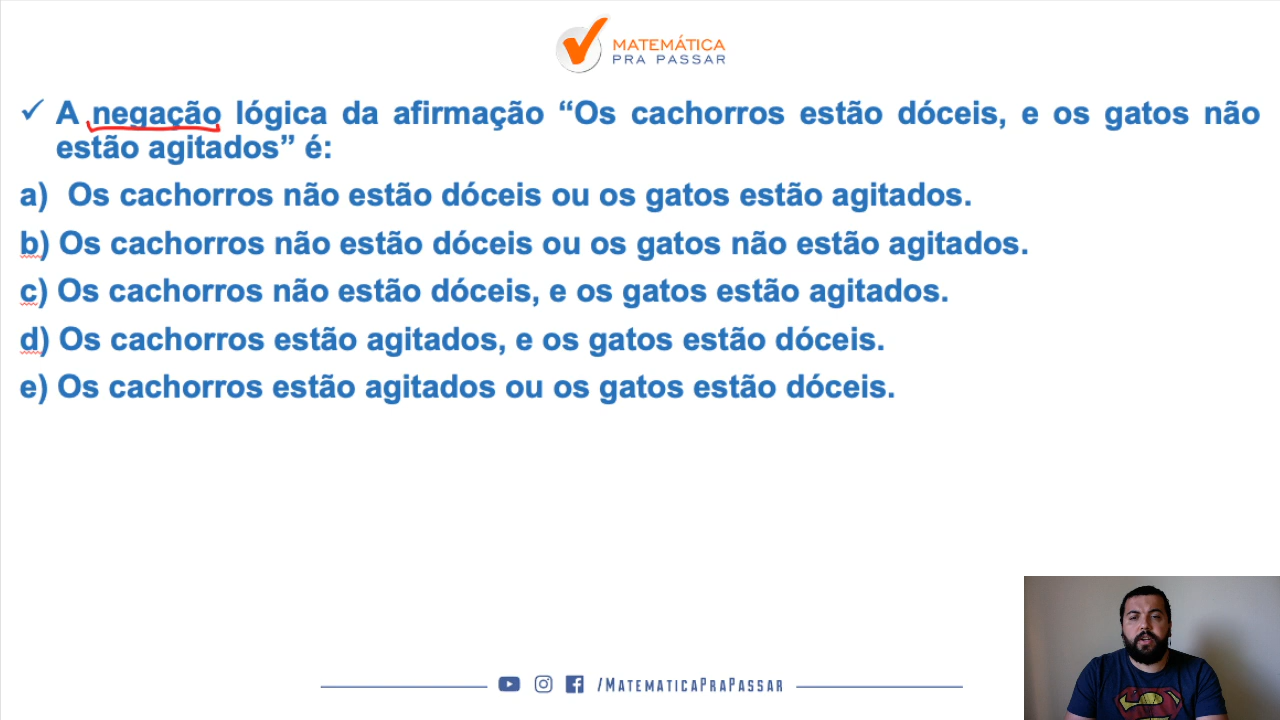 MATEMÁTICA
PRA PASSAR
✓ A negação lógica da afirmação “Os cachorros estão dóceis, e os gatos não
estão agitados” é:
a) Os cachorros não estão dóceis ou os gatos estão agitados.
b) Os cachorros não estão dóceis ou os gatos não estão agitados.
c) Os cachorros não estão dóceis, e os gatos estão agitados.
d) Os cachorros estão agitados, e os gatos estão dóceis.
e) Os cachorros estão agitados ou os gatos estão dóceis.
/MATEMATICAPRAPASSAR